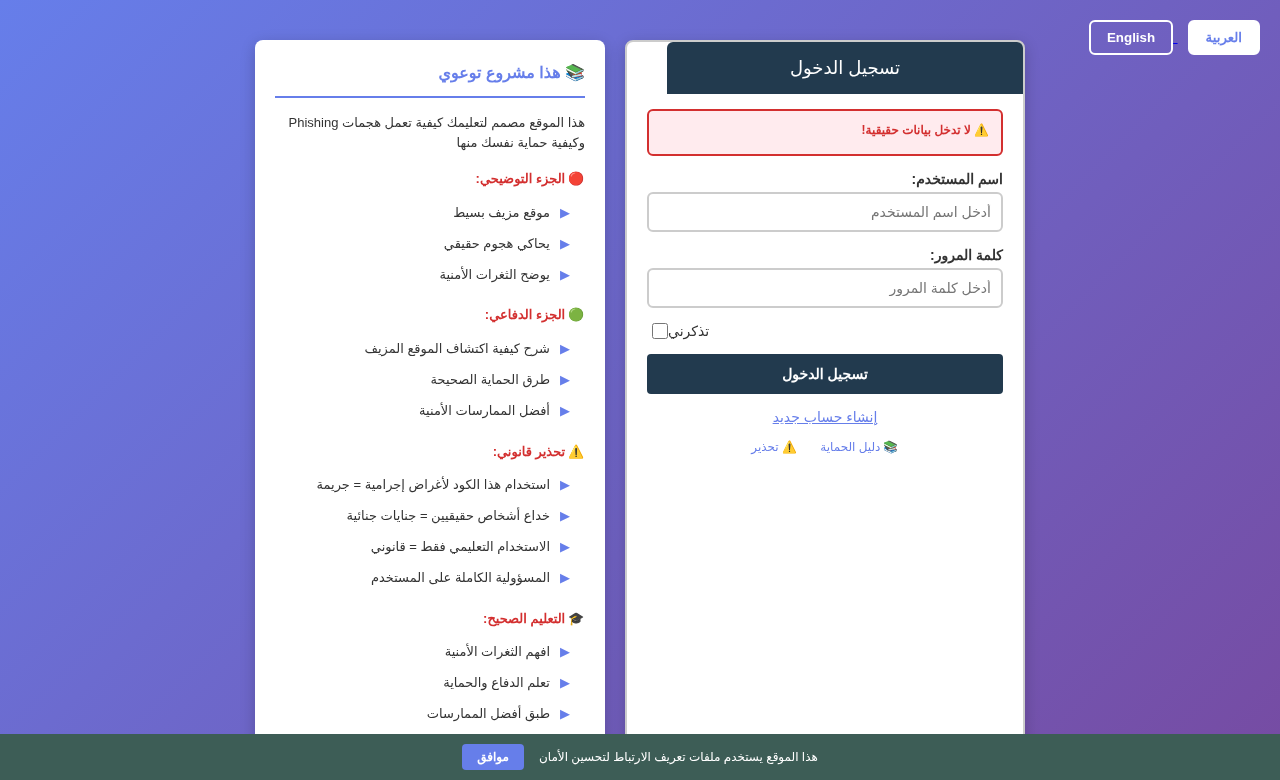 العربية
English
تسجيل الدخول
⚠️ لا تدخل بيانات حقيقية!
اسم المستخدم:
أدخل اسم المستخدم
كلمة المرور:
أدخل كلمة المرور
تذكرني
تسجيل الدخول
إنشاء حساب جديد
📚 دليل الحماية
⚠️ تحذير
📚 هذا مشروع توعوي
هذا الموقع مصمم لتعليمك كيفية تعمل هجمات Phishing
وكيفية حماية نفسك منها
🔴 الجزء التوضيحي:
موقع مزيف بسيط
يحاكي هجوم حقيقي
يوضح الثغرات الأمنية
🟢 الجزء الدفاعي:
شرح كيفية اكتشاف الموقع المزيف
طرق الحماية الصحيحة
أفضل الممارسات الأمنية
⚠️ تحذير قانوني:
استخدام هذا الكود لأغراض إجرامية = جريمة
خداع أشخاص حقيقيين = جنايات جنائية
الاستخدام التعليمي فقط = قانوني
المسؤولية الكاملة على المستخدم
🎓 التعليم الصحيح:
افهم الثغرات الأمنية
تعلم الدفاع والحماية
طبق أفضل الممارسات
هذا الموقع يستخدم ملفات تعريف الارتباط لتحسين الأمان
موافق